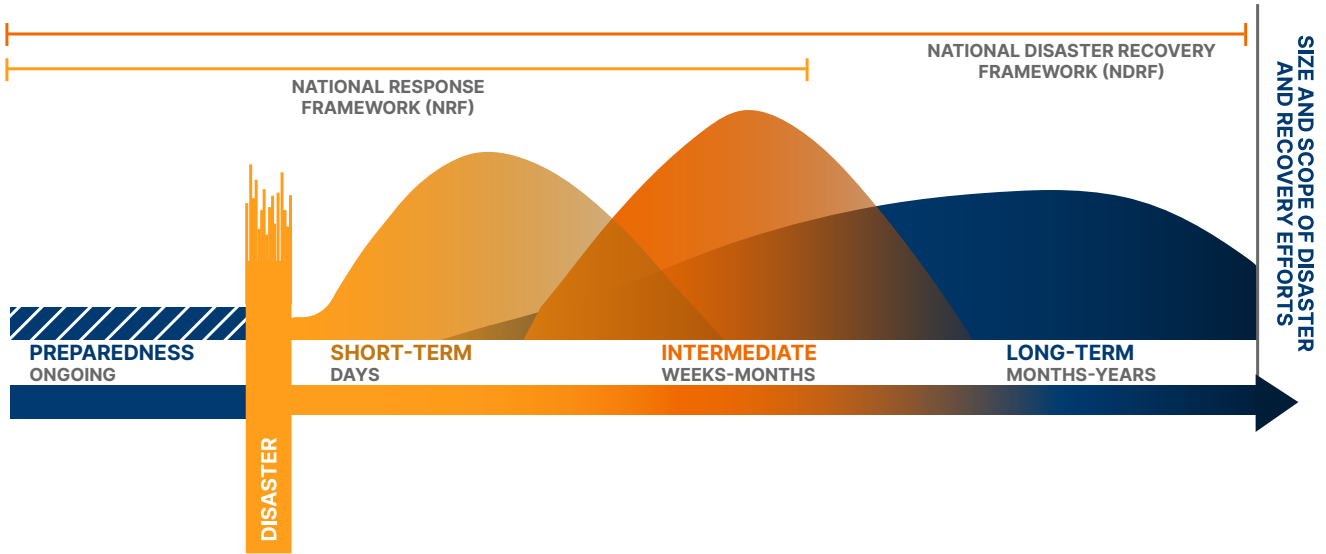 NATIONAL DISASTER RECOVERY
FRAMEWORK (NDRF)
NATIONAL RESPONSE
FRAMEWORK (NRF)
SIZE AND SCOPE OF DISASTER
AND RECOVERY EFFORTS
PREPAREDNESS
ONGOING
SHORT-TERM
DAYS
INTERMEDIATE
WEEKS-MONTHS
LONG-TERM
MONTHS-YEARS
DISASTER